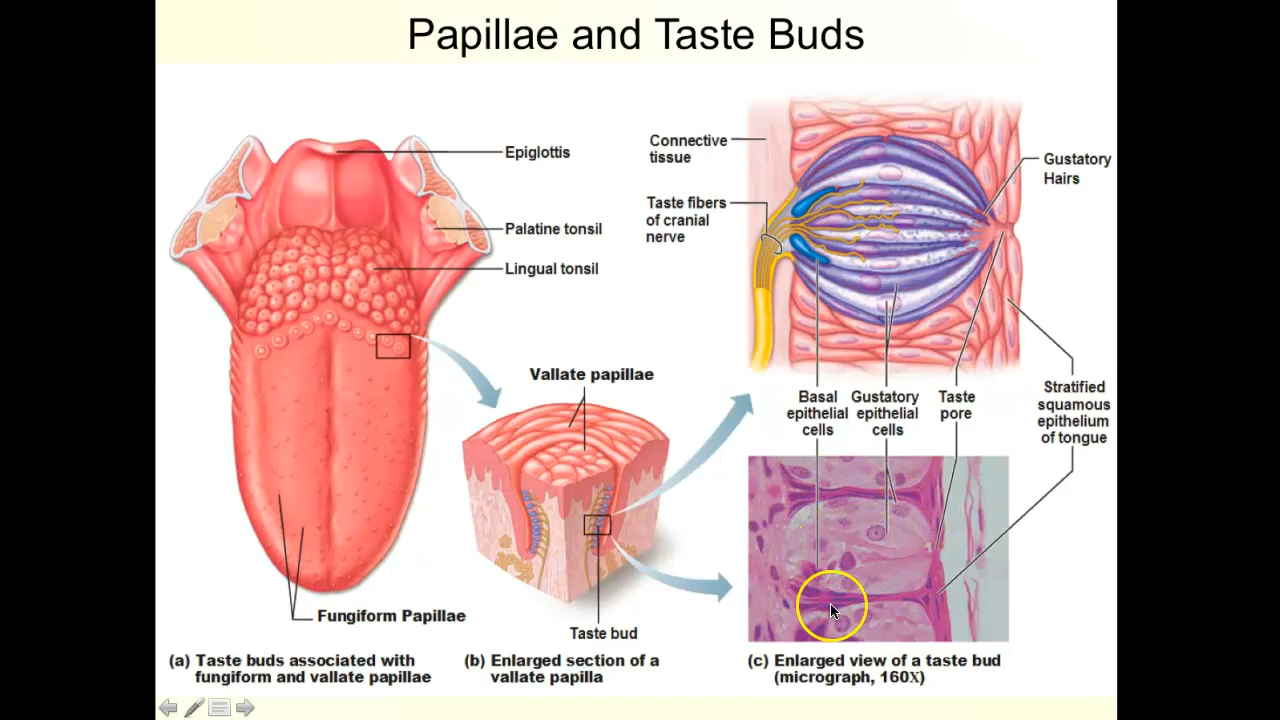 Papillae and Taste Buds
Epiglottis
Palatine tonsil
Lingual tonsil
Fungiform Papillae
(a) Taste buds associated with
fungiform and vallate papillae
Vallate papillae
Taste bud
(b) Enlarged section of a
vallate papilla
Connective
tissue
Taste fibers
of cranial
nerve
Gustatory
Hairs
Basal
epithelial
cells
Gustatory
epithelial
cells
Taste
pore
Stratified
squamous
epithelium
of tongue
(c) Enlarged view of a taste bud
(micrograph, 160X)